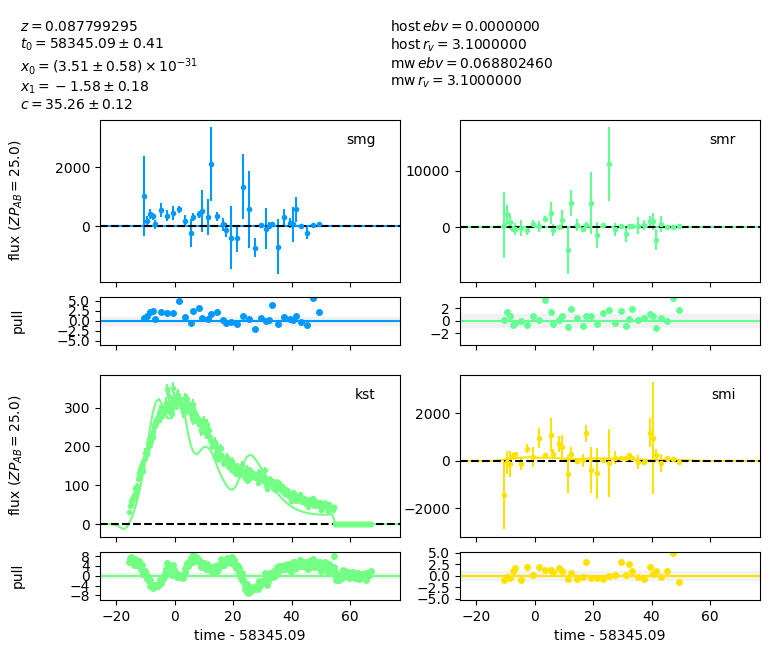 z = 0.087799295
t₀ = 58345.09 ± 0.41
x₀ = (3.51 ± 0.58) × 10⁻³¹
x₁ = −1.58 ± 0.18
c = 35.26 ± 0.12
host ebv = 0.0000000
host r_v = 3.1000000
mw ebv = 0.068802460
mw r_v = 3.1000000
flux (ZP_AB = 25.0)
2000
0
smg
10000
0
smr
pull
5.0
2.5
0.0
−2.5
−5.0
2
0
−2
flux (ZP_AB = 25.0)
300
200
100
0
kst
2000
0
−2000
smi
pull
8
4
0
−4
−8
5.0
2.5
0.0
−2.5
−5.0
−20 0 20 40 60
−20 0 20 40 60
time - 58345.09
time - 58345.09